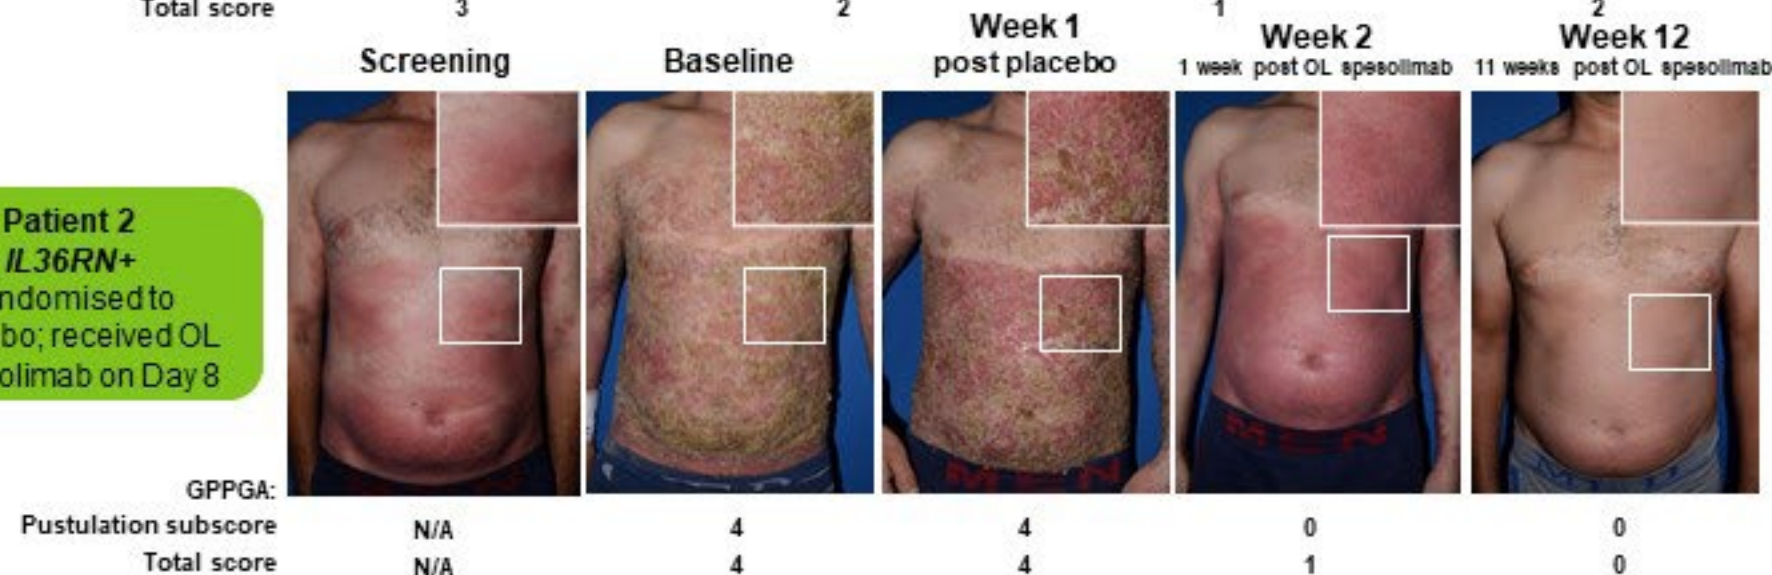 Total score 3 2 1 2
Screening Baseline Week 1 post placebo Week 2 1 week post OL spesolimab Week 12 11 weeks post OL spesolimab
Patient 2
IL36RN+
ndomised to
bo; received OL
olimab on Day 8
MEN
MEN
GPPGA:
Pustulation subscore N/A 4 4 0 0
Total score N/A 4 4 1 0